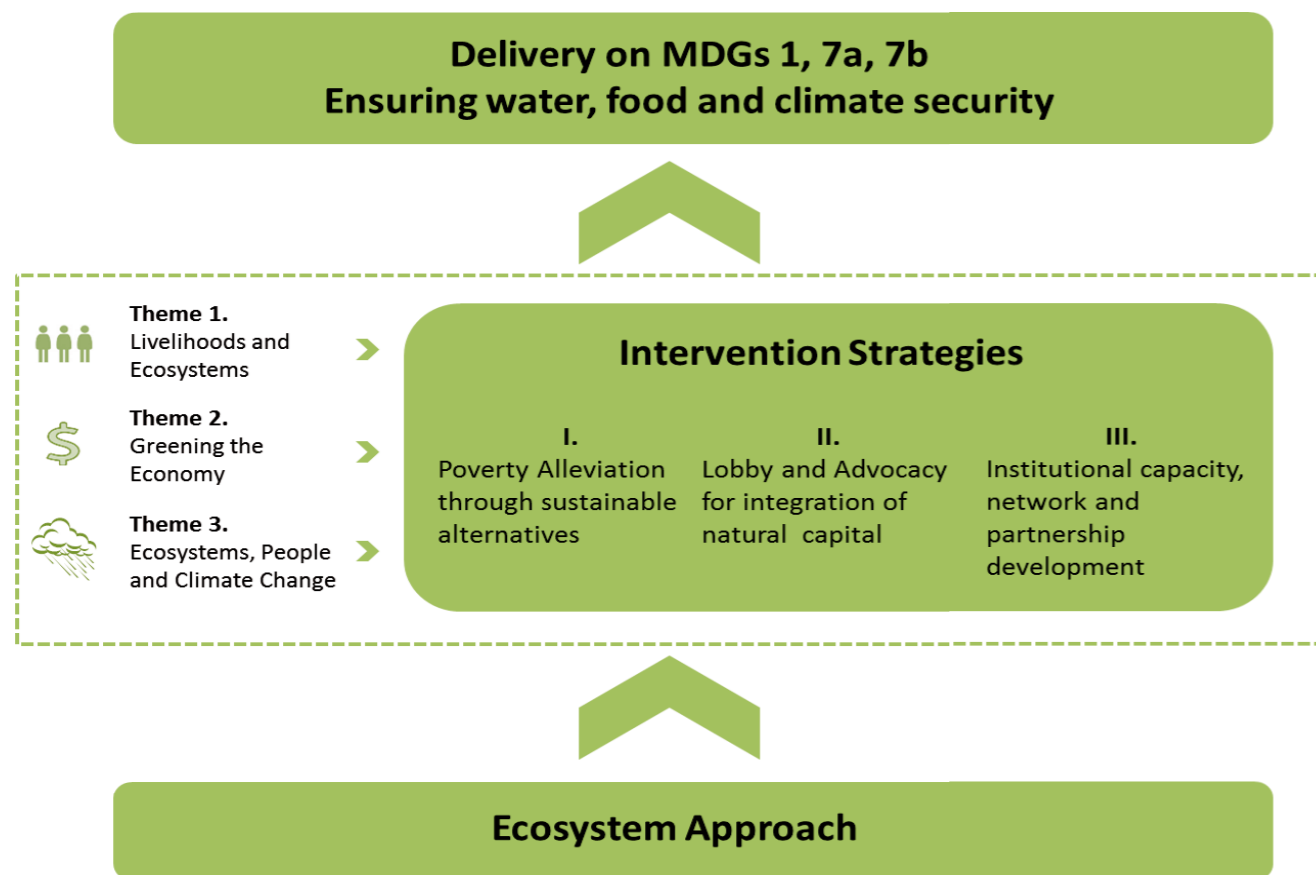 Delivery on MDGs 1, 7a, 7b
Ensuring water, food and climate security
Theme 1.
Livelihoods and
Ecosystems
$
Theme 2.
Greening the
Economy
Theme 3.
Ecosystems, People
and Climate Change
Intervention Strategies
I.
Poverty Alleviation
through sustainable
alternatives
II.
Lobby and Advocacy
for integration of
natural capital
III.
Institutional capacity,
network and
partnership
development
Ecosystem Approach